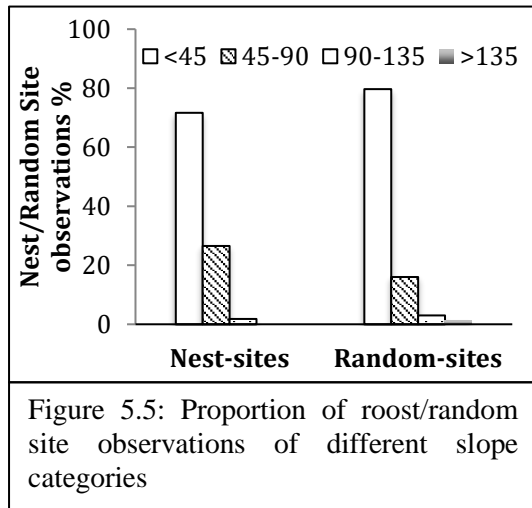 100
<45 45-90 90-135 >135
80
60
40
20
0
Nest/Random Site
observations %
Nest-sites Random-sites
Figure 5.5: Proportion of roost/random
site observations of different slope
categories